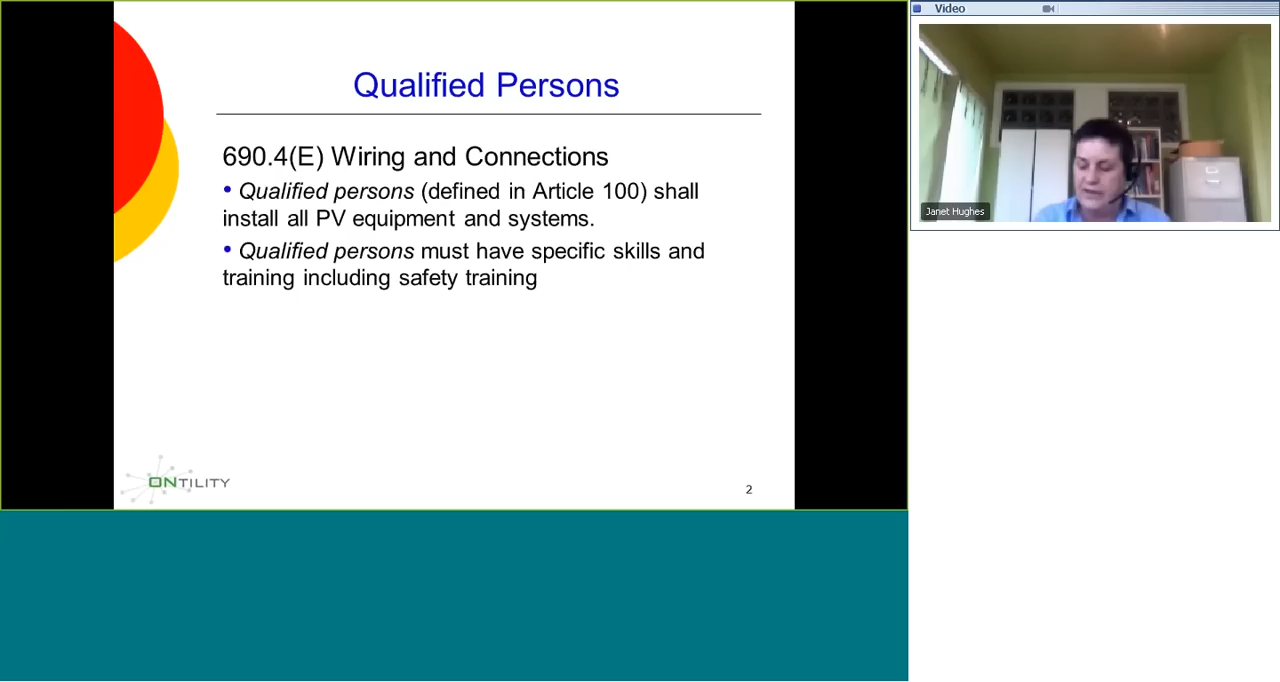 Qualified Persons
690.4(E) Wiring and Connections
• Qualified persons (defined in Article 100) shall
install all PV equipment and systems.
• Qualified persons must have specific skills and
training including safety training
ONTILITY
2
Video
Janet Hughes